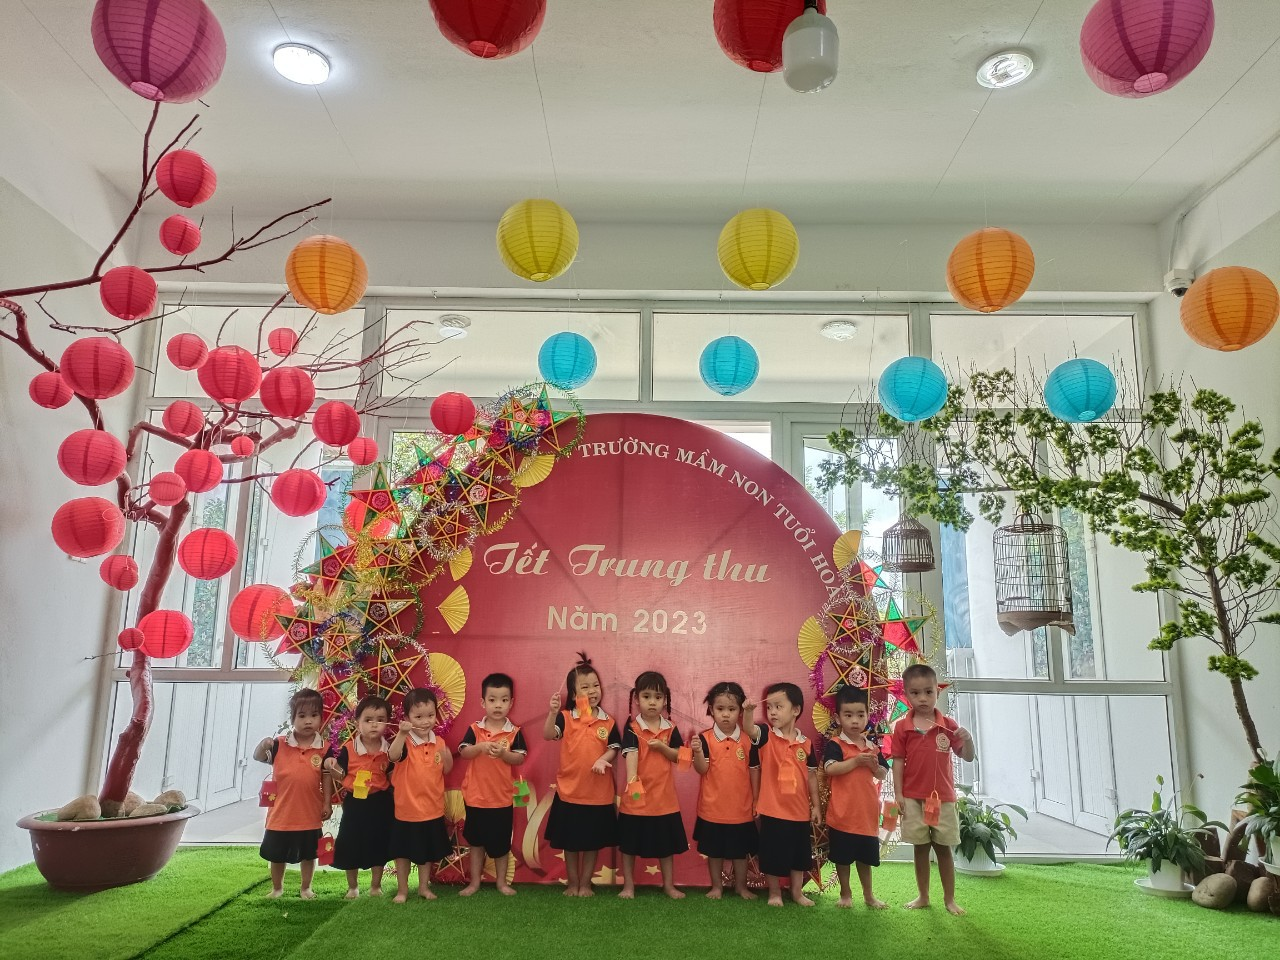 TRƯỜNG MẦM NON TUỔI HOA
Tết Trung thu
Năm 2023